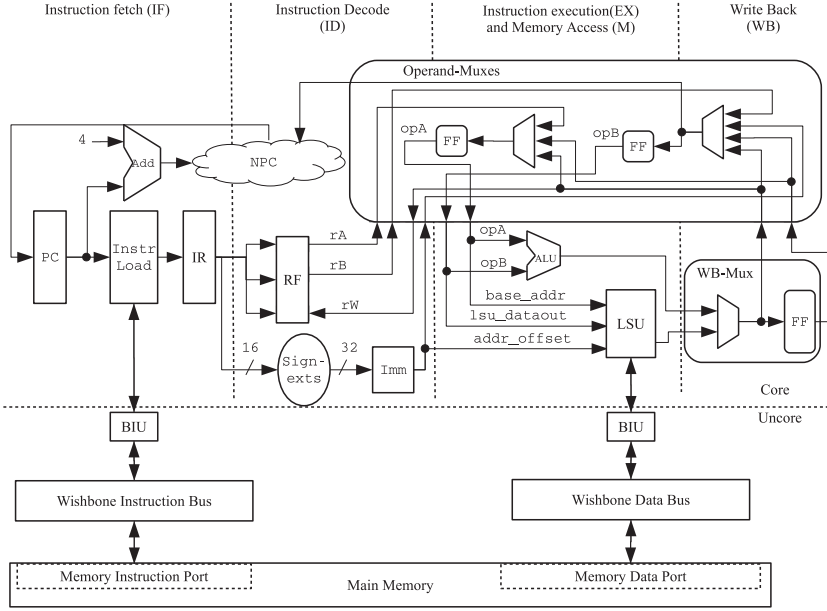 Instruction fetch (IF)
Instruction Decode
(ID)
Instruction execution(EX)
and Memory Access (M)
Write Back
(WB)
Operand-Muxes
4
Add
NPC
opA
FF
opB
FF
PC
Instr
Load
IR
RF
rA
rB
rW
opA
opB
ALU
base_addr
lsu_dataout
addr_offset
LSU
WB-Mux
FF
16
Sign-
exts
32
Imm
Core
Uncore
BIU
BIU
Wishbone Instruction Bus
Wishbone Data Bus
Memory Instruction Port
Main Memory
Memory Data Port